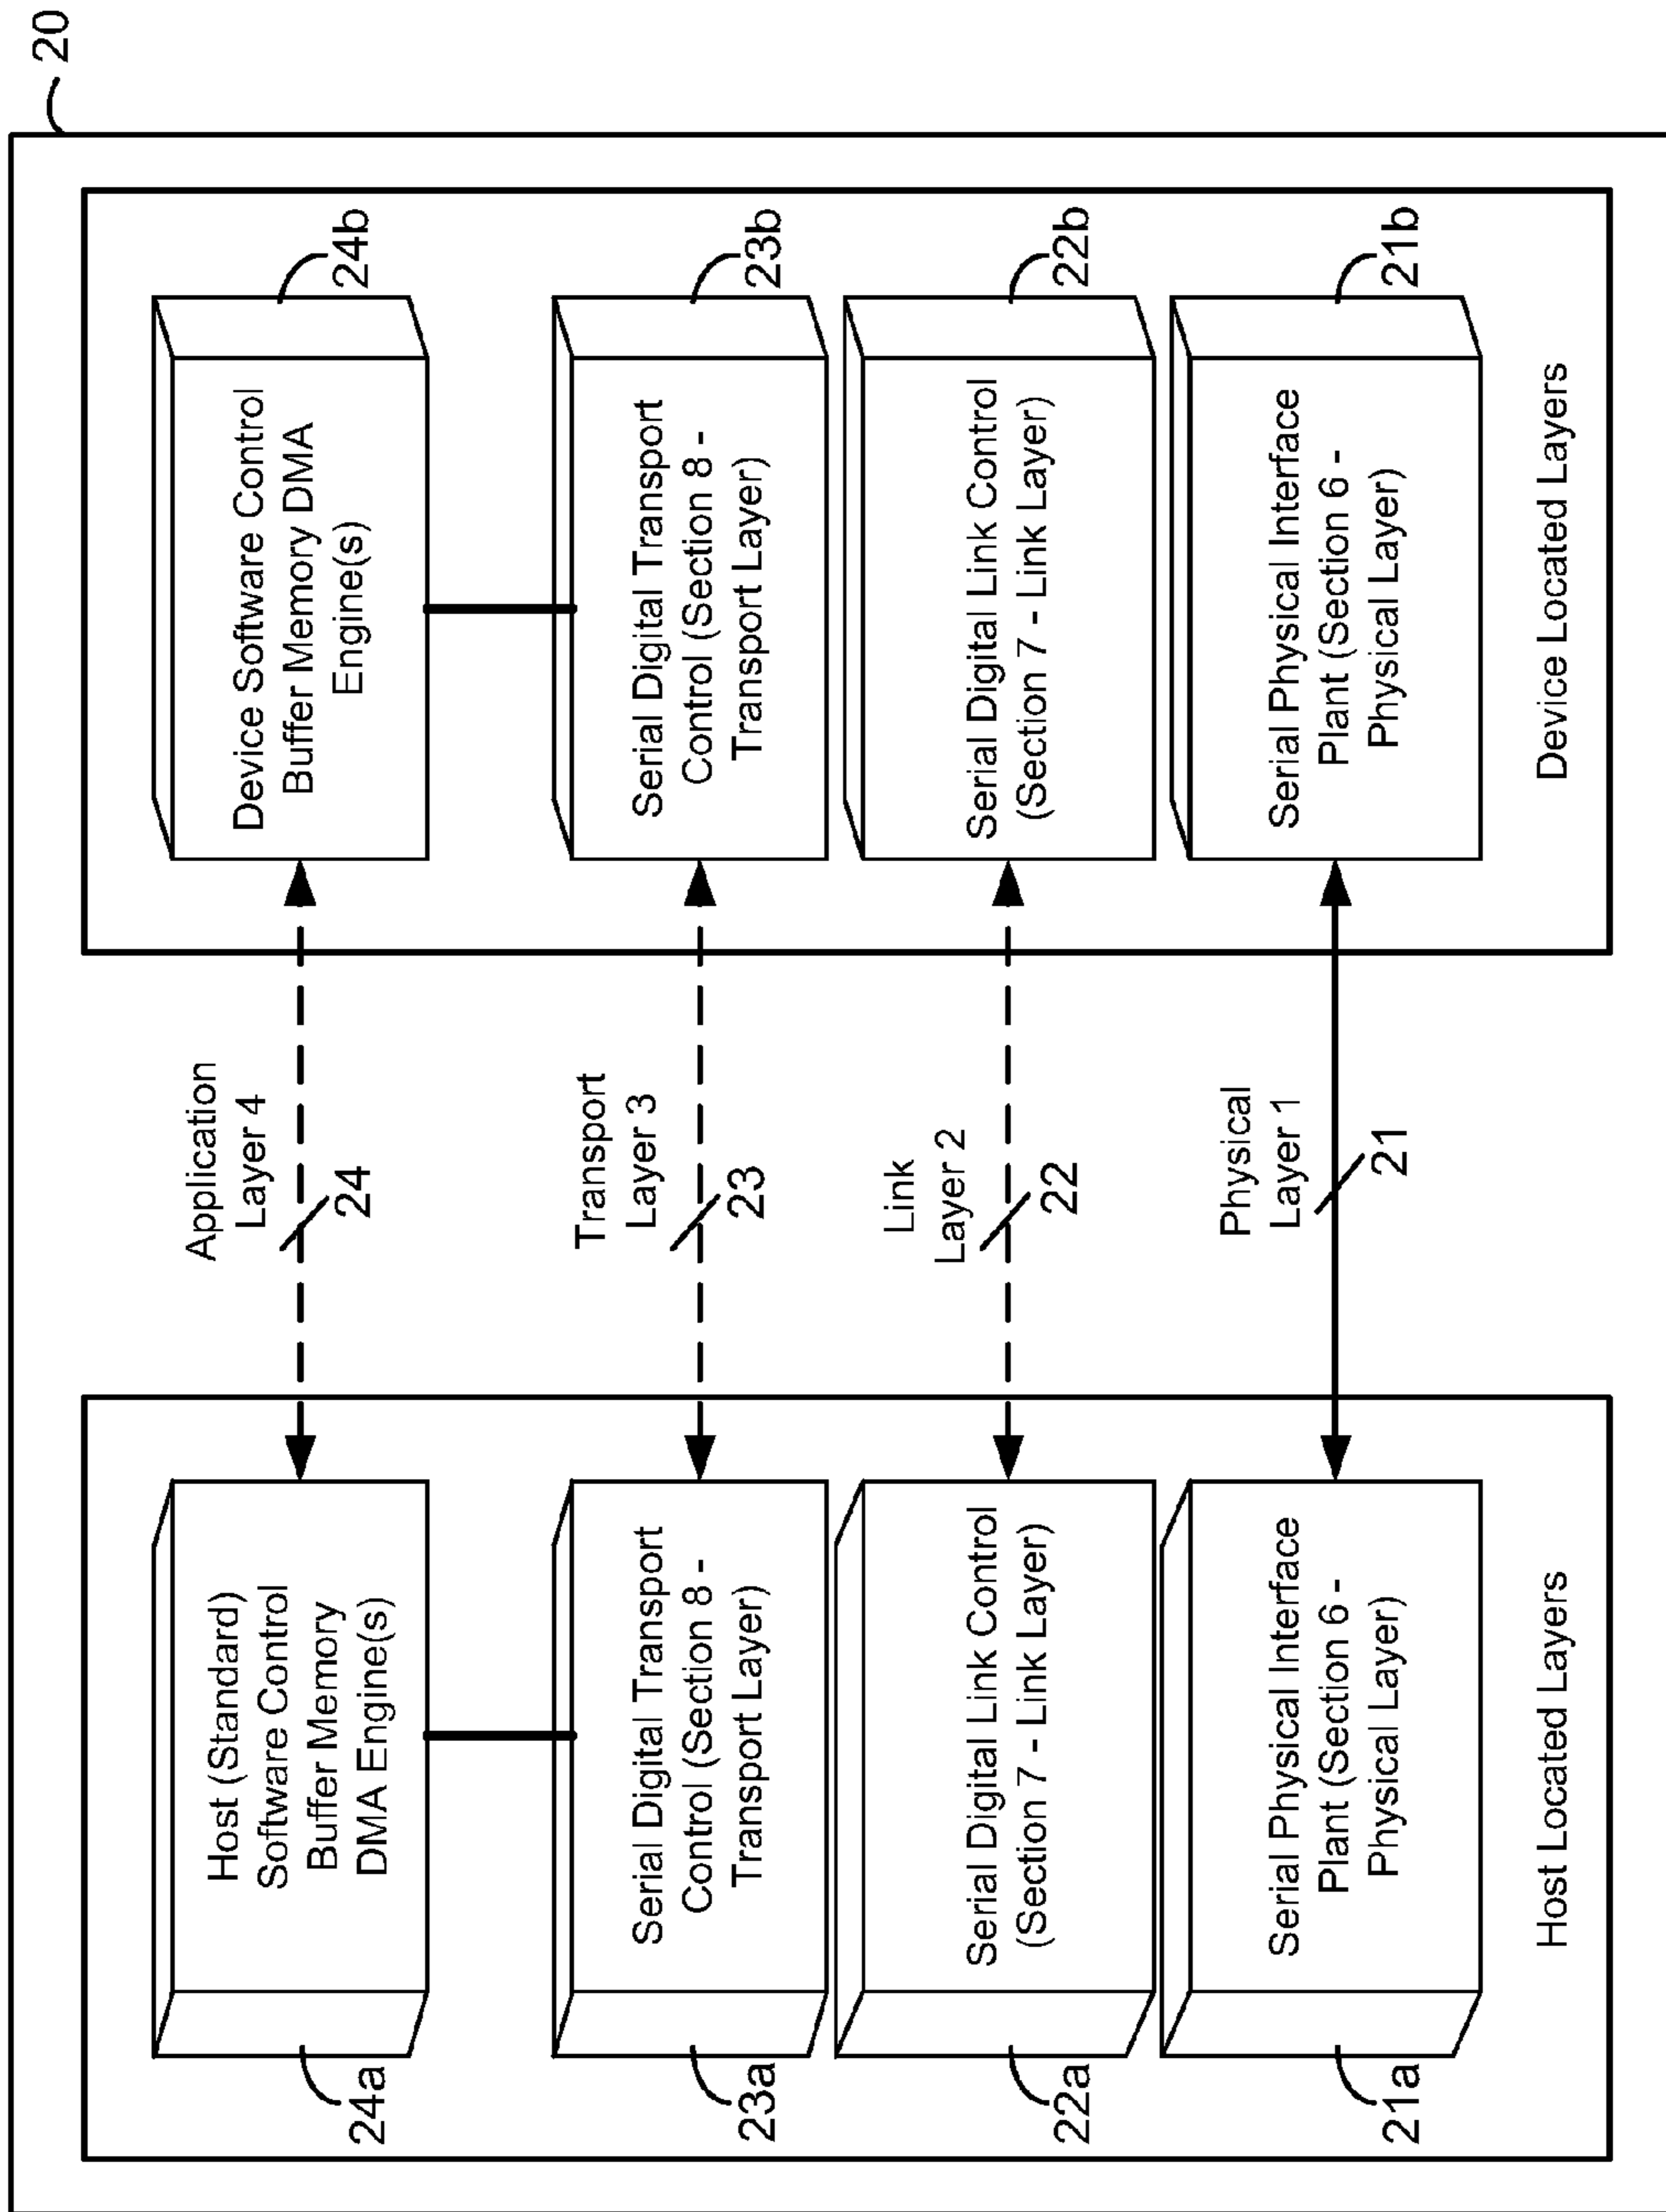 20
Host (Standard)
Software Control
Buffer Memory
DMA Engine(s)
24a
Application
Layer 4
24
Device Software Control
Buffer Memory DMA
Engine(s)
24b
Serial Digital Transport
Control (Section 8 -
Transport Layer)
23a
Transport
Layer 3
23
Serial Digital Transport
Control (Section 8 -
Transport Layer)
23b
Serial Digital Link Control
(Section 7 - Link Layer)
22a
Link
Layer 2
22
Serial Digital Link Control
(Section 7 - Link Layer)
22b
Serial Physical Interface
Plant (Section 6 -
Physical Layer)
21a
Physical
Layer 1
21
Serial Physical Interface
Plant (Section 6 -
Physical Layer)
21b
Host Located Layers
Device Located Layers